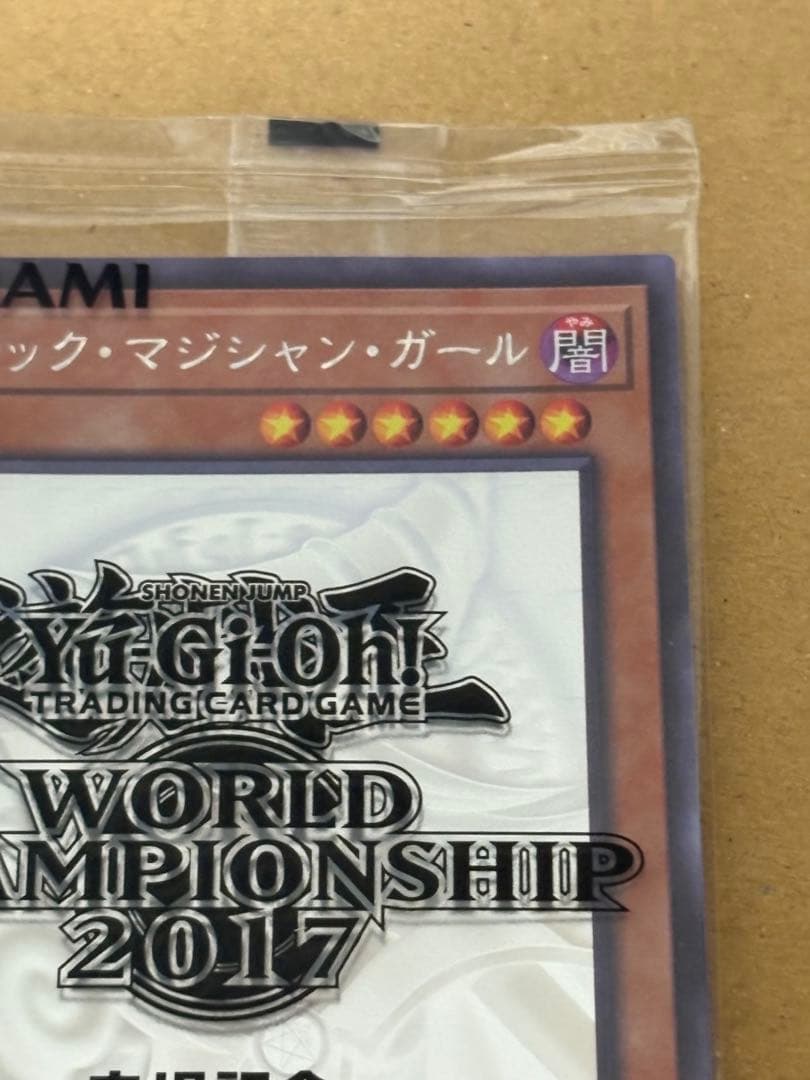 AMI
ック・マジシャン・ガール
やみ
闇
SHONEN JUMP
Yu-Gi-Oh!
TRADING CARD GAME
WORLD
AMPIONSHIP
2017